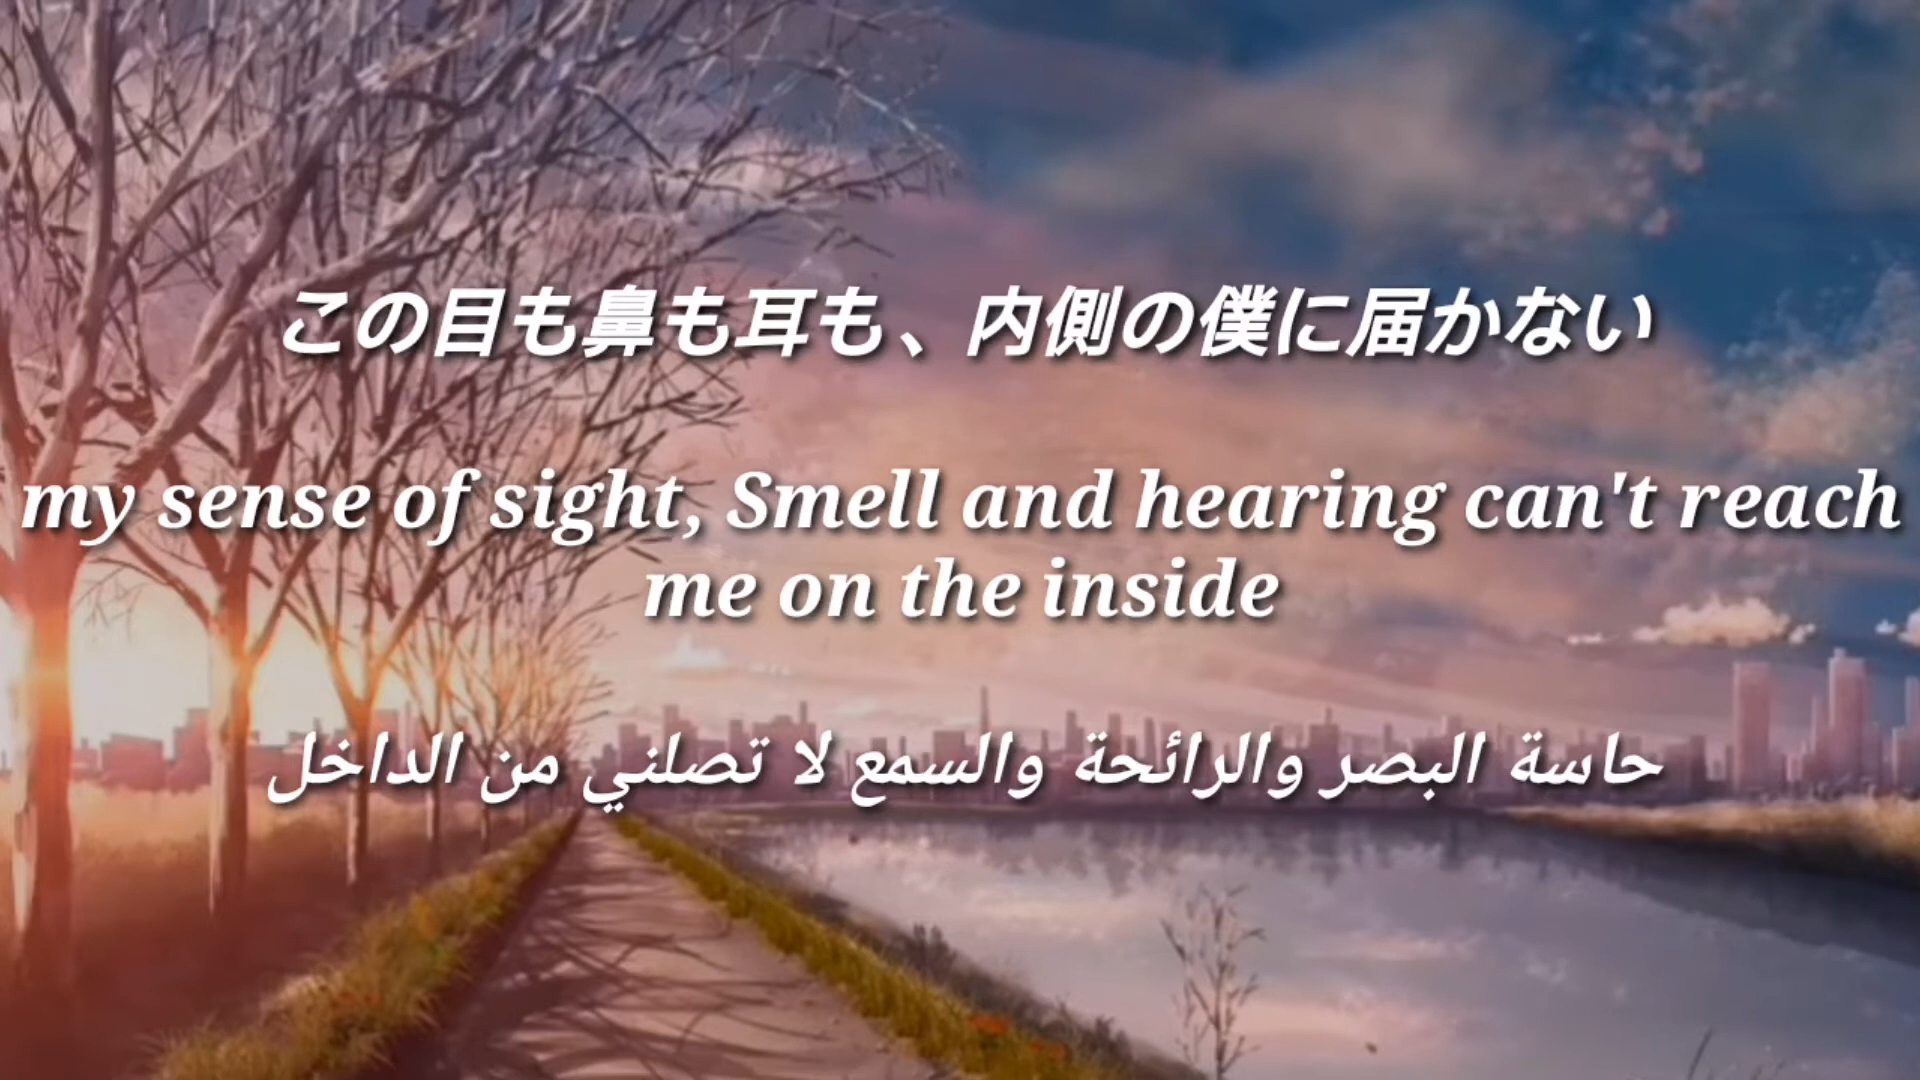 この目も鼻も耳も、内側の僕に届かない
my sense of sight, Smell and hearing can't reach
me on the inside
حاسة البصر والرائحة والسمع لا تصلني من الداخل